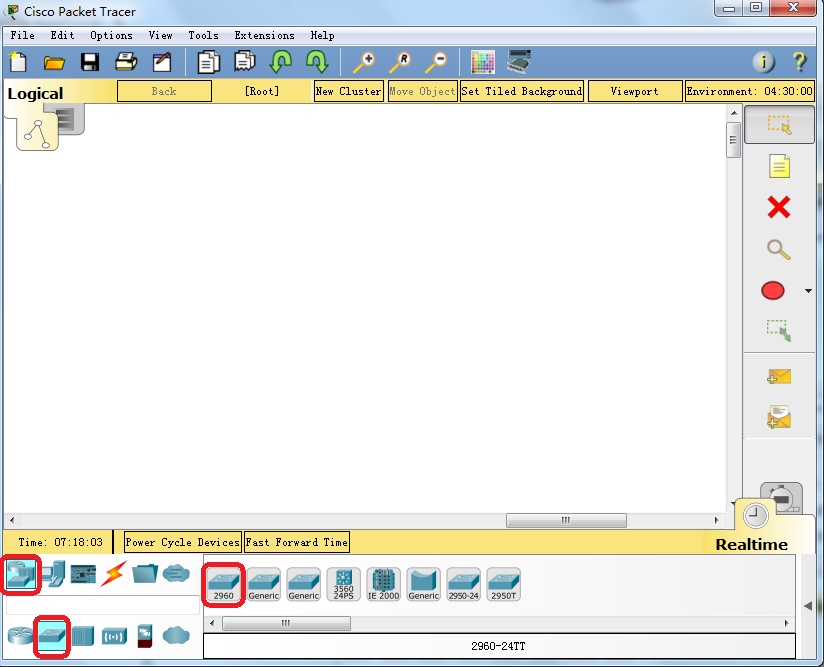 Cisco Packet Tracer
File Edit Options View Tools Extensions Help
Logical Back [Root] New Cluster Move Object Set Tiled Background Viewport Environment: 04:30:00
Time: 07:18:03 Power Cycle Devices Fast Forward Time
Realtime
2960 Generic Generic 3560 24PS IE 2000 Generic 2950-24 2950T
2960-24TT